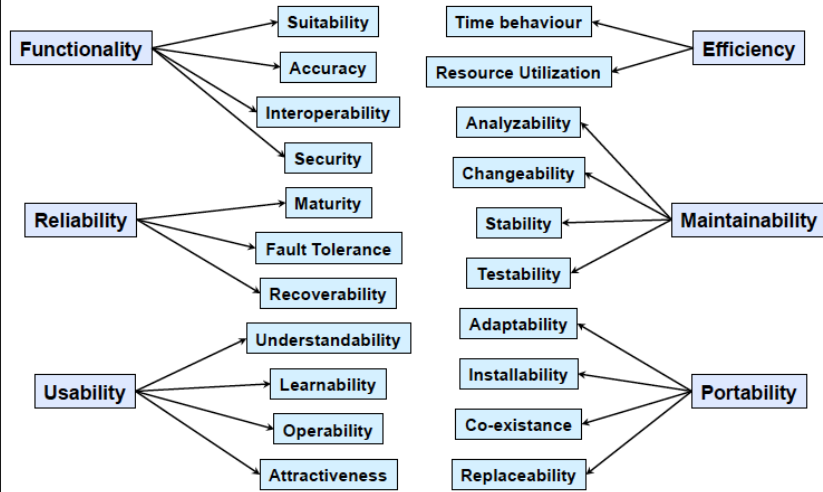 Functionality
Suitability
Accuracy
Interoperability
Security
Reliability
Maturity
Fault Tolerance
Recoverability
Usability
Understandability
Learnability
Operability
Attractiveness
Time behaviour
Resource Utilization
Efficiency
Analyzability
Changeability
Stability
Testability
Maintainability
Adaptability
Installability
Co-existance
Replaceability
Portability